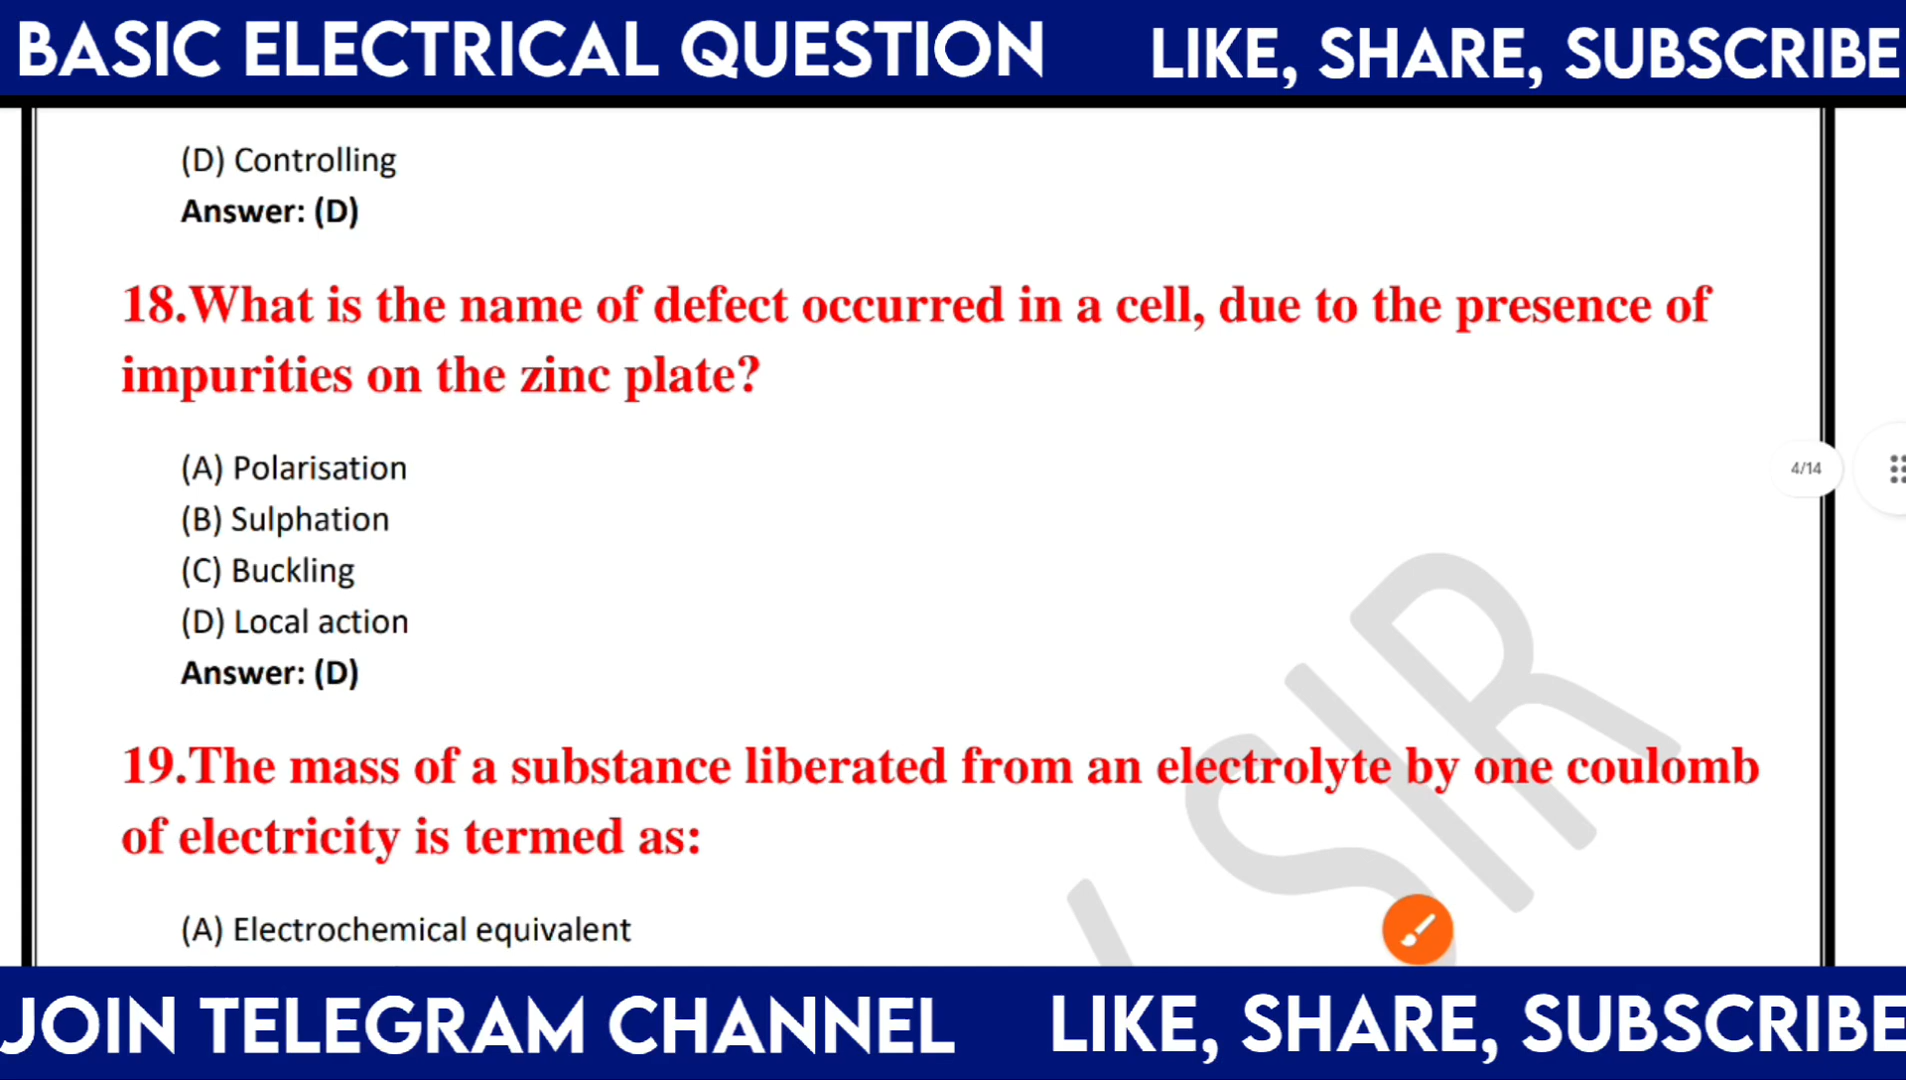 BASIC ELECTRICAL QUESTION LIKE, SHARE, SUBSCRIBE
(D) Controlling
Answer: (D)
18.What is the name of defect occurred in a cell, due to the presence of
impurities on the zinc plate?
(A) Polarisation
4/14
(B) Sulphation
(C) Buckling
(D) Local action
Answer: (D)
19.The mass of a substance liberated from an electrolyte by one coulomb
of electricity is termed as:
(A) Electrochemical equivalent
SIR
JOIN TELEGRAM CHANNEL LIKE, SHARE, SUBSCRIBE